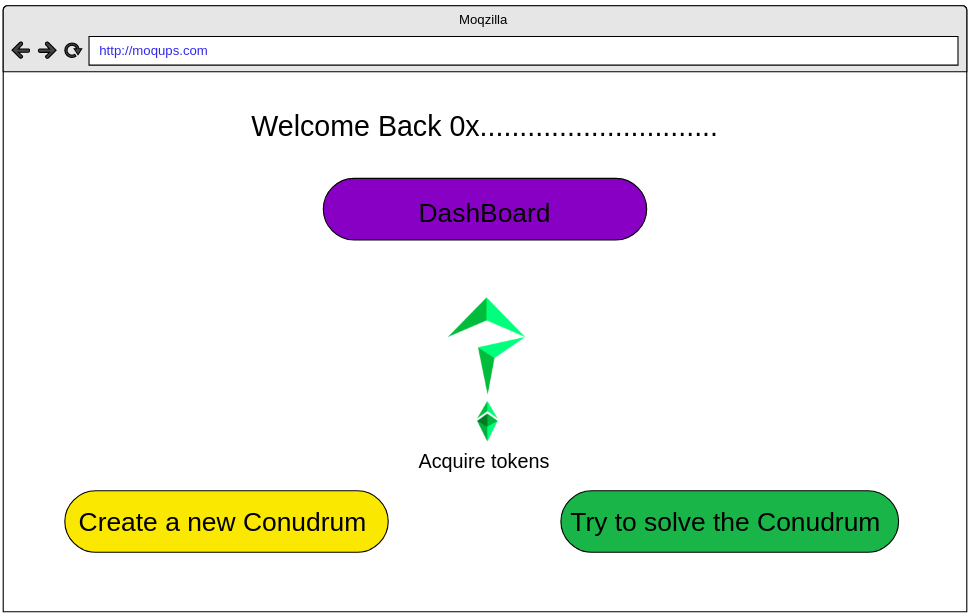 Moqzilla
http://moqups.com
Welcome Back 0x..............................
DashBoard
Acquire tokens
Create a new Conudrum
Try to solve the Conudrum